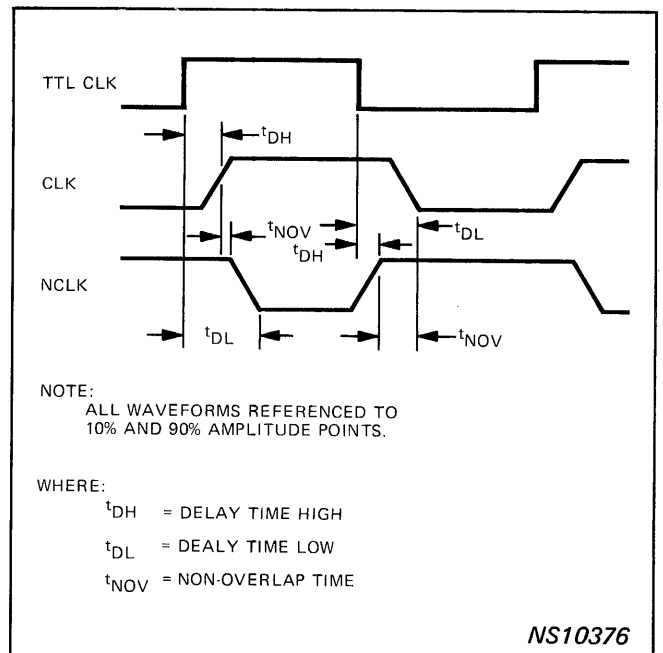 TTL CLK
tDH
CLK
tNOV
tDH
tDL
NCLK
tDL
tNOV
NOTE:
ALL WAVEFORMS REFERENCED TO
10% AND 90% AMPLITUDE POINTS.
WHERE:
tDH = DELAY TIME HIGH
tDL = DEALY TIME LOW
tNOV = NON-OVERLAP TIME
NS10376